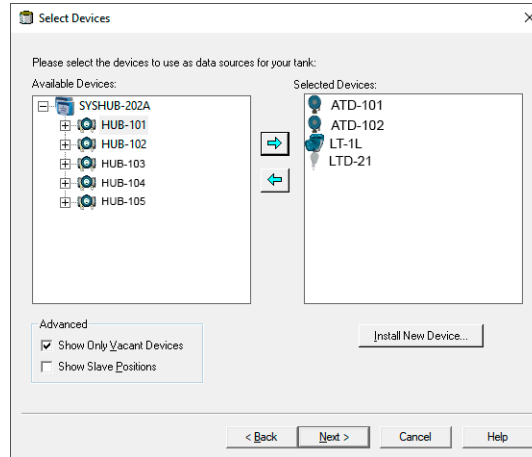 Select Devices
Please select the devices to use as data sources for your tank:
Available Devices:
Selected Devices:
SYSHUB-202A
HUB-101
HUB-102
HUB-103
HUB-104
HUB-105
ATD-101
ATD-102
LT-1L
LTD-21
Advanced
Show Only Vacant Devices
Show Slave Positions
Install New Device...
< Back
Next >
Cancel
Help